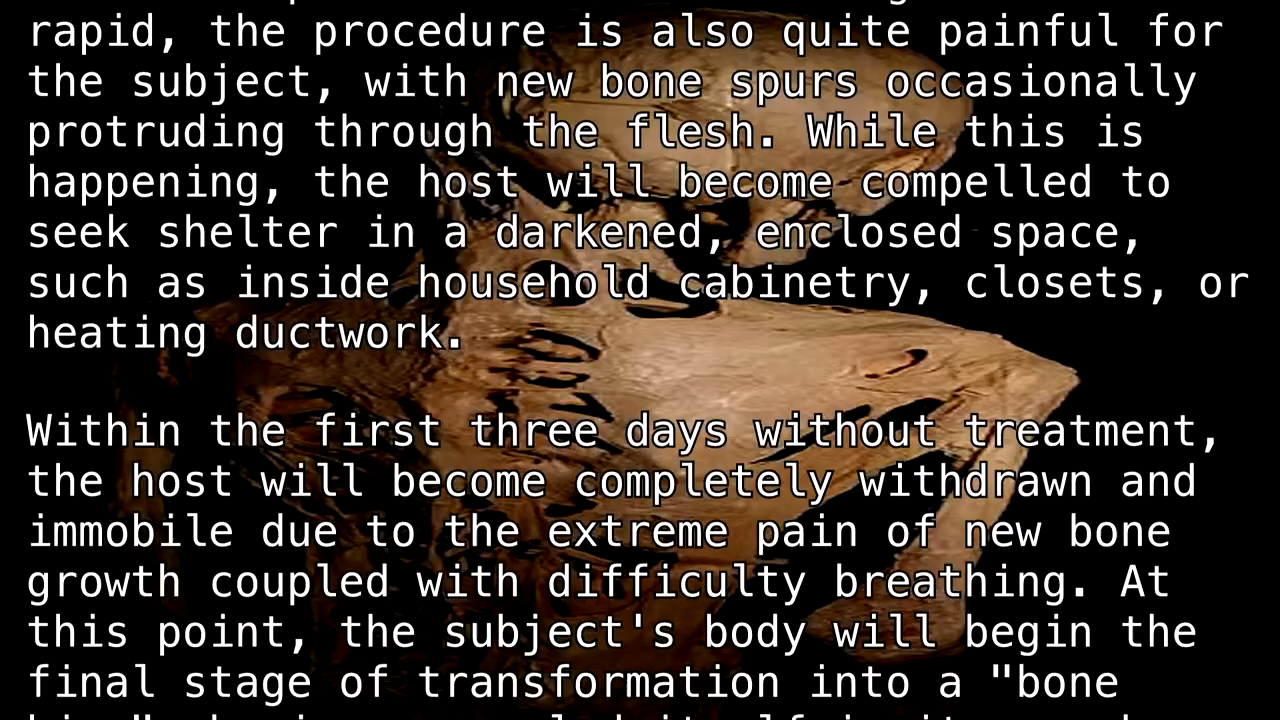 rapid, the procedure is also quite painful for
the subject, with new bone spurs occasionally
protruding through the flesh. While this is
happening, the host will become compelled to
seek shelter in a darkened, enclosed space,
such as inside household cabinetry, closets, or
heating ductwork.
Within the first three days without treatment,
the host will become completely withdrawn and
immobile due to the extreme pain of new bone
growth coupled with difficulty breathing. At
this point, the subject's body will begin the
final stage of transformation into a "bone